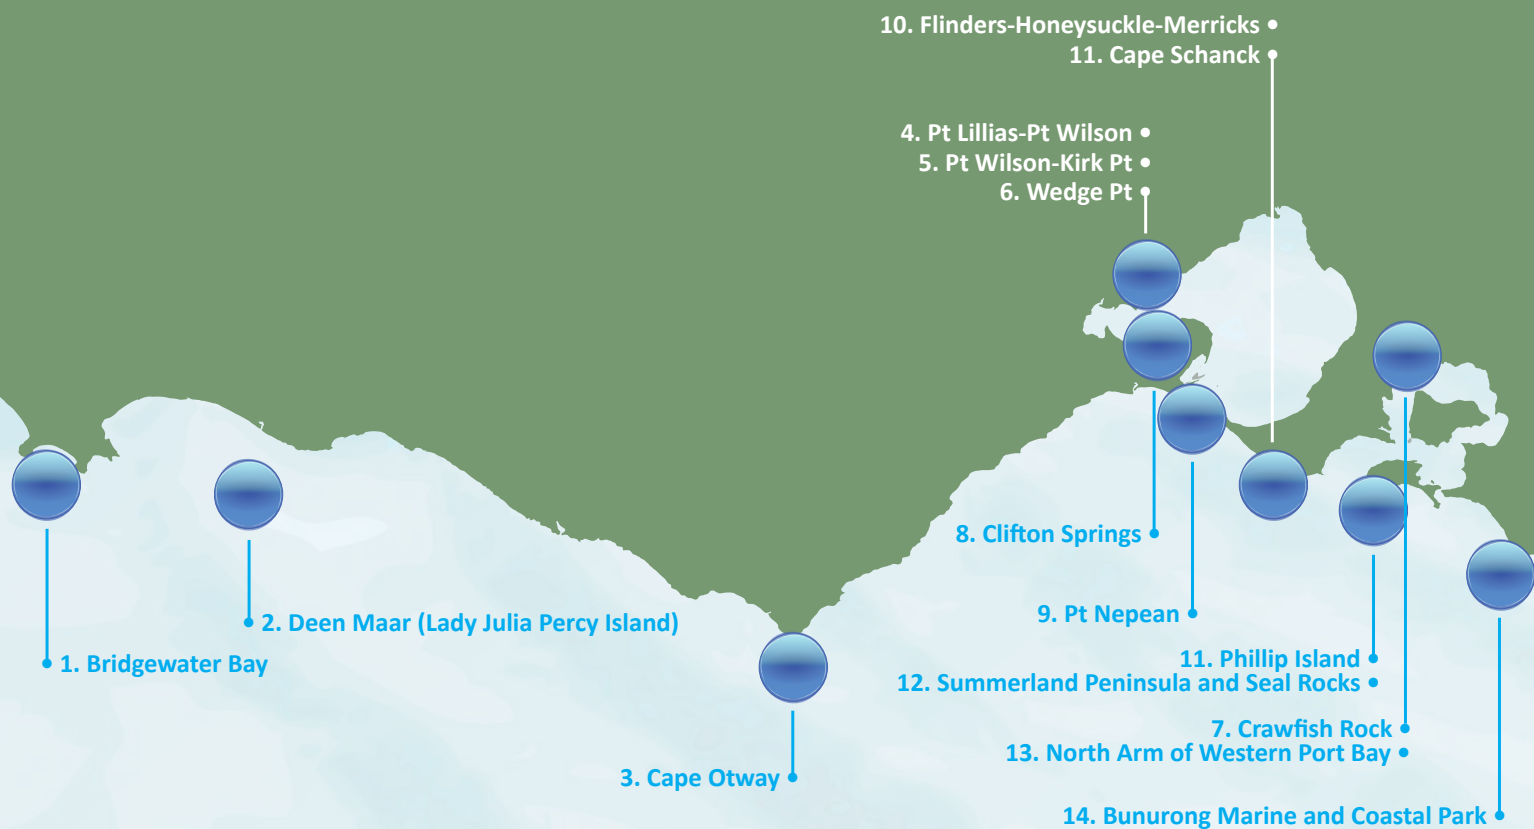 10. Flinders-Honeysuckle-Merricks
11. Cape Schanck
4. Pt Lillias-Pt Wilson
5. Pt Wilson-Kirk Pt
6. Wedge Pt
8. Clifton Springs
9. Pt Nepean
2. Deen Maar (Lady Julia Percy Island)
1. Bridgewater Bay
11. Phillip Island
12. Summerland Peninsula and Seal Rocks
7. Crawfish Rock
13. North Arm of Western Port Bay
3. Cape Otway
14. Bunurong Marine and Coastal Park